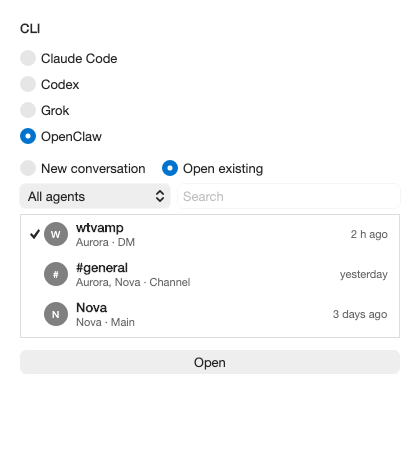 CLI
Claude Code
Codex
Grok
OpenClaw
New conversation Open existing
All agents Search
W wtvamp 2 h ago
Aurora · DM
# #general yesterday
Aurora, Nova · Channel
N Nova 3 days ago
Nova · Main
Open